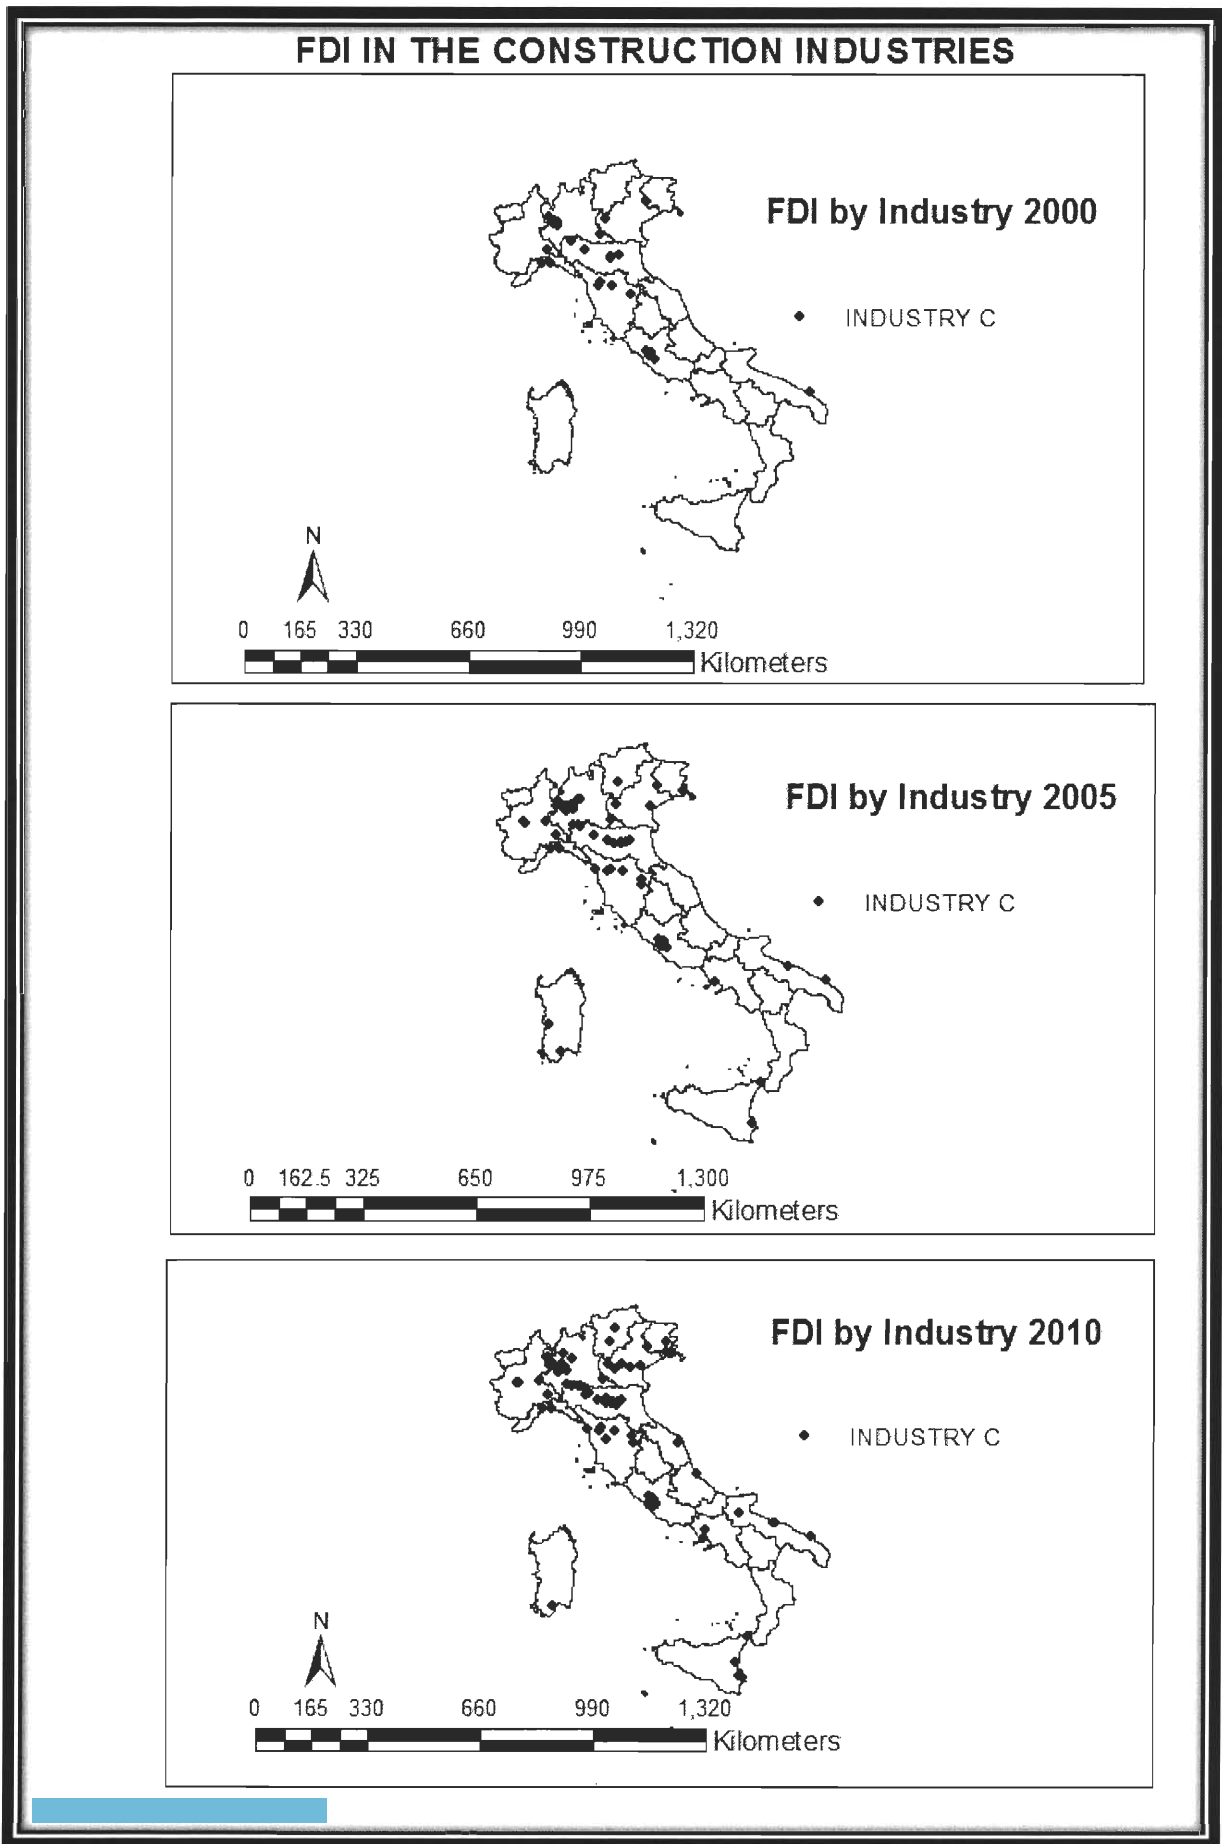 FDI IN THE CONSTRUCTION INDUSTRIES
FDI by Industry 2000
INDUSTRY C
N
0 165 330 660 990 1,320
Kilometers
FDI by Industry 2005
INDUSTRY C
0 162.5 325 650 975 1,300
Kilometers
FDI by Industry 2010
INDUSTRY C
N
0 165 330 660 990 1,320
Kilometers